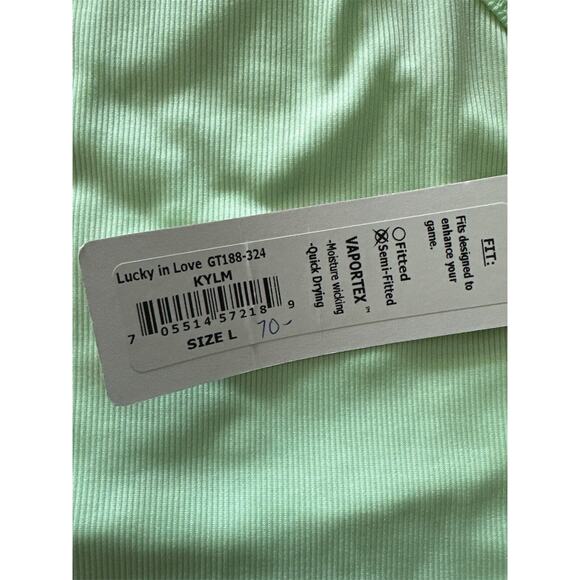 Lucky in Love GT188-324
KYLM
7 05514 57218 9
SIZE L 70-
VAPORTEX™
-Moisture wicking
-Quick Drying
Fitted
Semi-Fitted
FIT:
Fits designed to
enhance your
game.